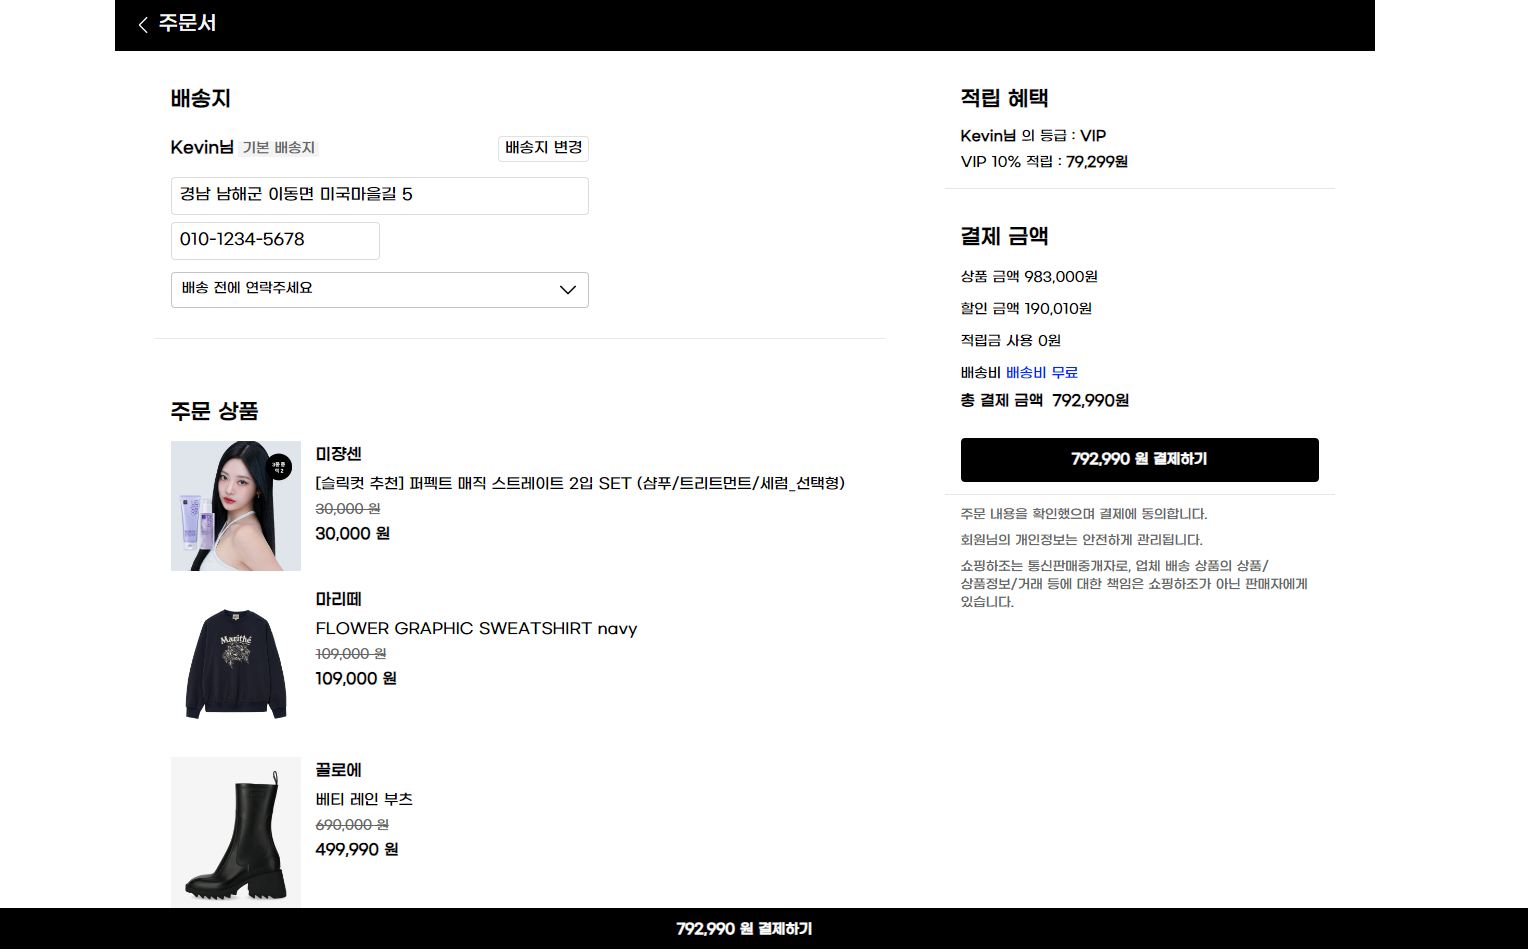 주문서
배송지
Kevin님 기본 배송지
배송지 변경
경남 남해군 이동면 미국마을길 5
010-1234-5678
배송 전에 연락주세요
주문 상품
미쟝센
[슬릭컷 추천] 퍼펙트 매직 스트레이트 2입 SET (샴푸/트리트먼트/세럼_선택형)
30,000 원
30,000 원
마리떼
FLOWER GRAPHIC SWEATSHIRT navy
109,000 원
109,000 원
Marithé
끌로에
베티 레인 부츠
690,000 원
499,990 원
적립 혜택
Kevin님 의 등급 : VIP
VIP 10% 적립 : 79,299원
결제 금액
상품 금액 983,000원
할인 금액 190,010원
적립금 사용 0원
배송비 배송비 무료
총 결제 금액 792,990원
792,990 원 결제하기
주문 내용을 확인했으며 결제에 동의합니다.
회원님의 개인정보는 안전하게 관리됩니다.
쇼핑하조는 통신판매중개자로, 업체 배송 상품의 상품/
상품정보/거래 등에 대한 책임은 쇼핑하조가 아닌 판매자에게
있습니다.
792,990 원 결제하기